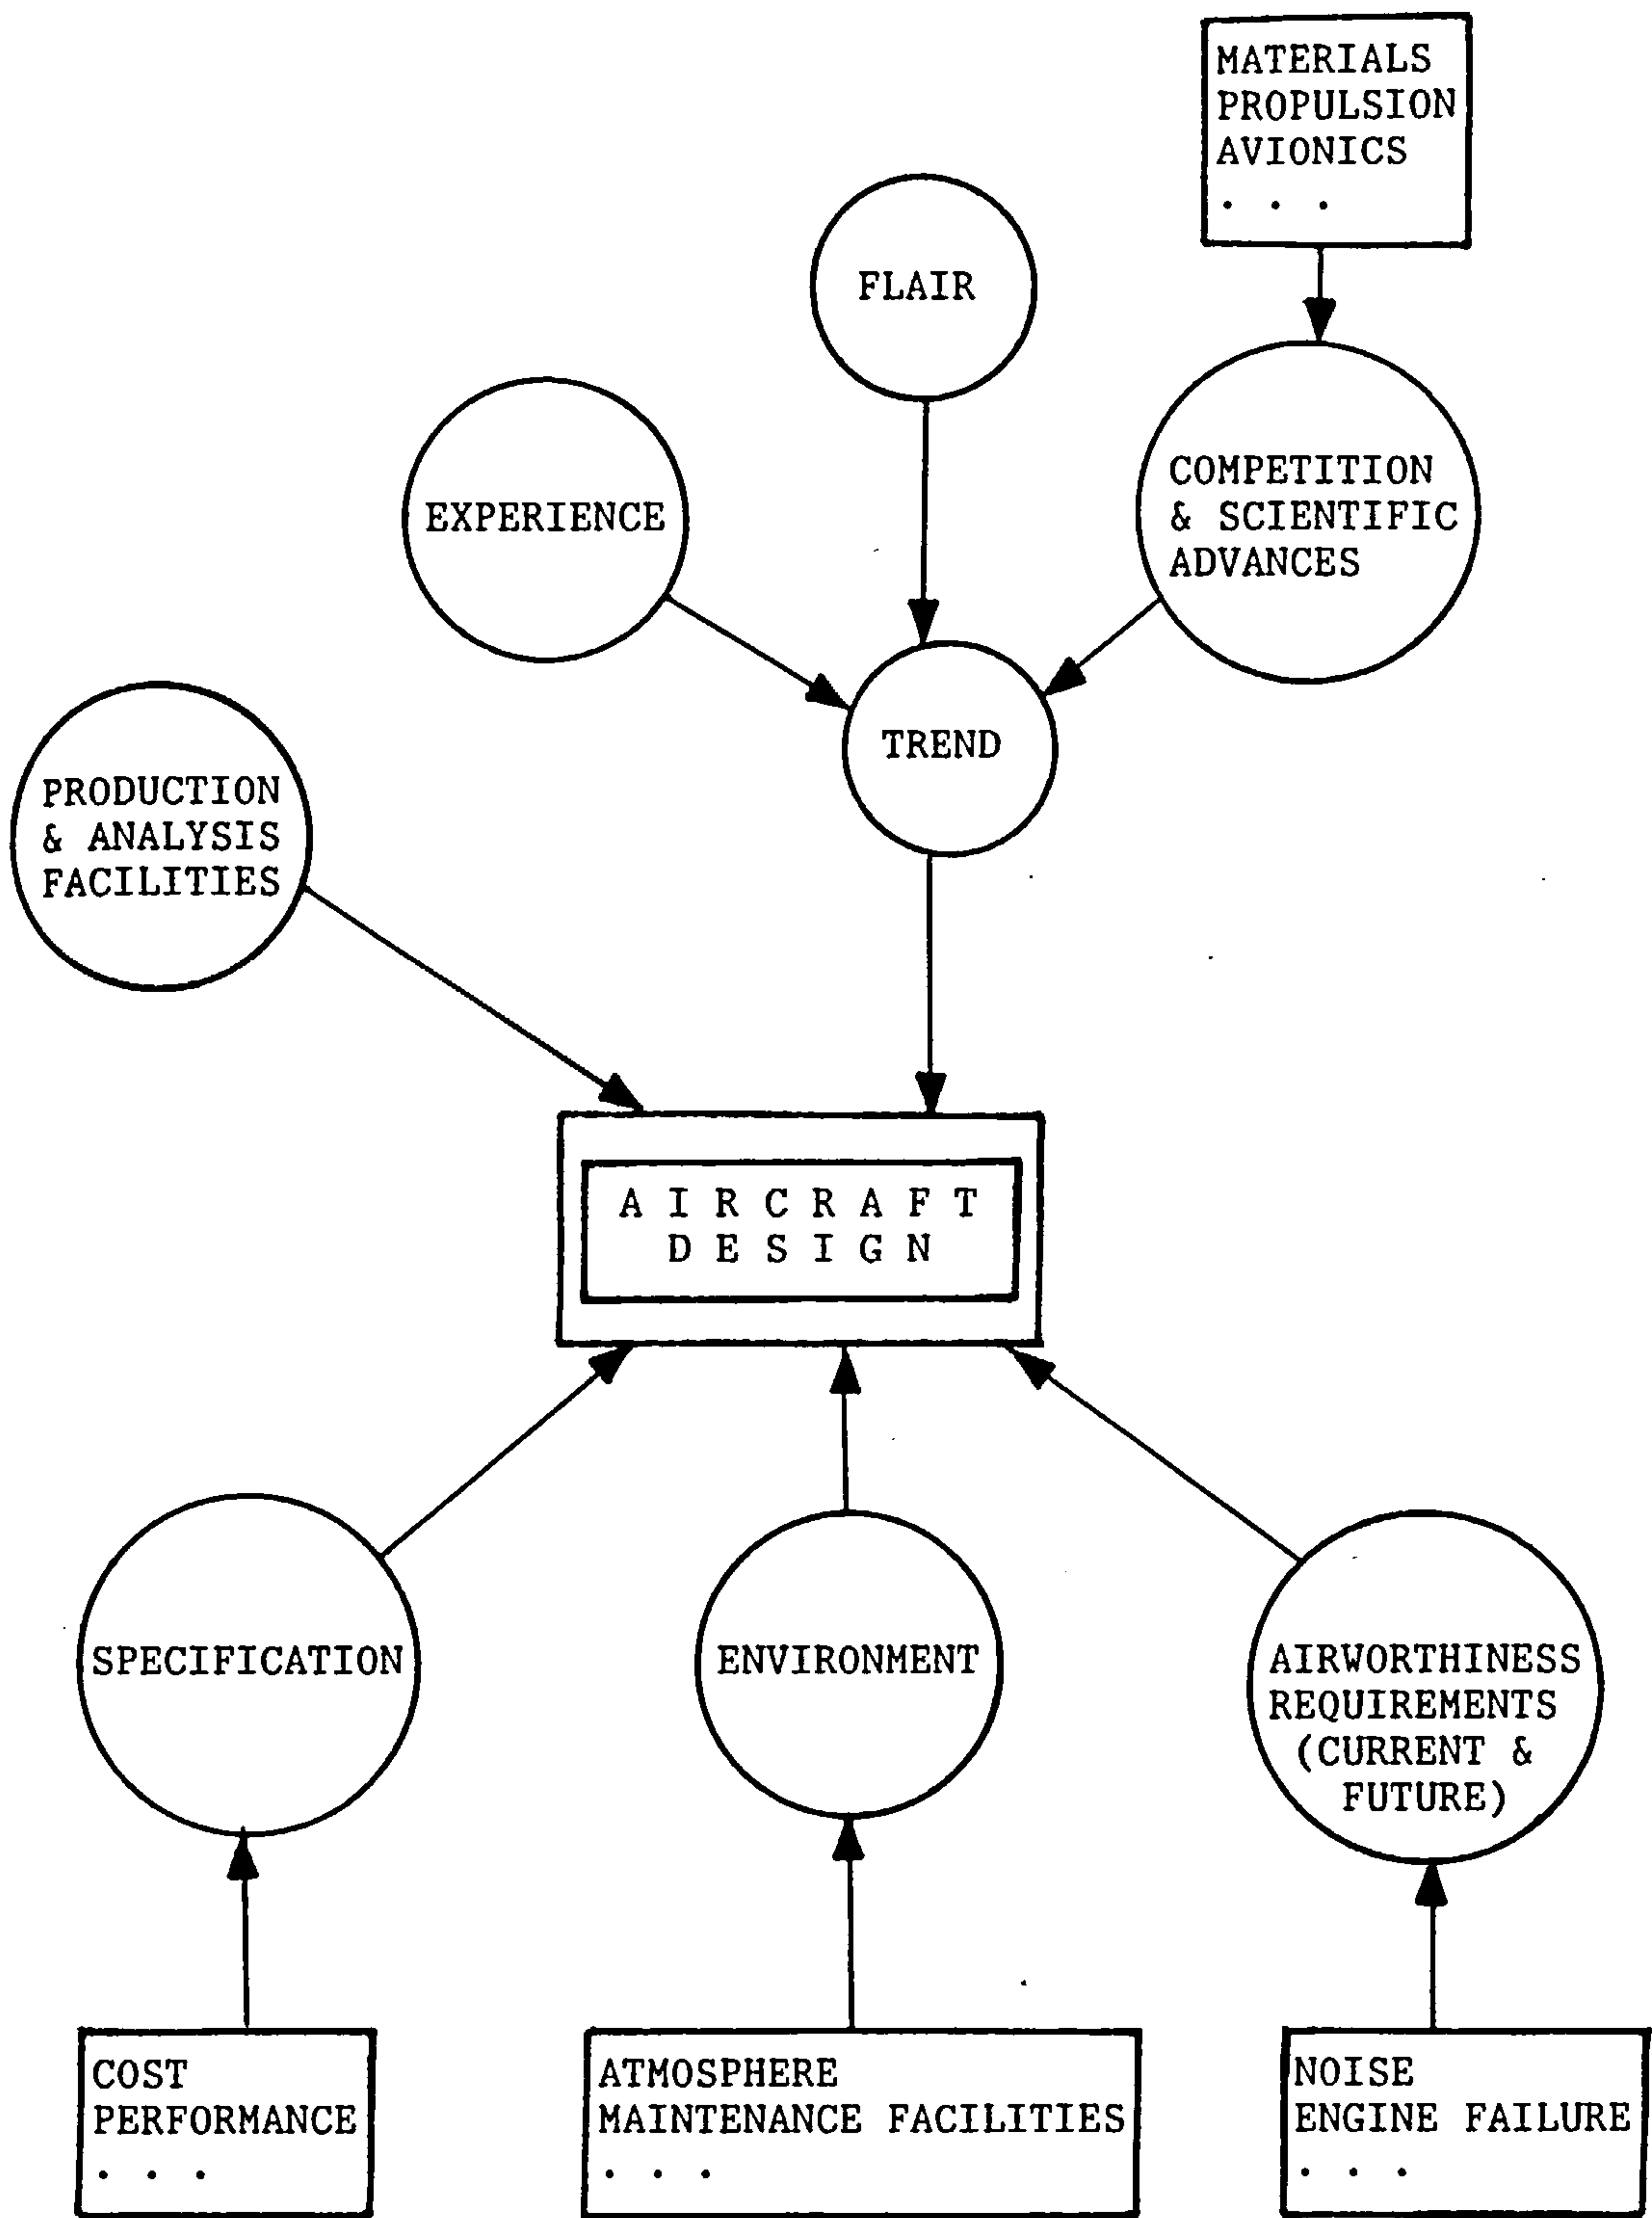 MATERIALS
PROPULSION
AVIONICS
. . .
FLAIR
EXPERIENCE
COMPETITION
& SCIENTIFIC
ADVANCES
TREND
PRODUCTION
& ANALYSIS
FACILITIES
A I R C R A F T
D E S I G N
SPECIFICATION
ENVIRONMENT
AIRWORTHINESS
REQUIREMENTS
(CURRENT &
FUTURE)
COST
PERFORMANCE
. . .
ATMOSPHERE
MAINTENANCE FACILITIES
. . .
NOISE
ENGINE FAILURE
. . .